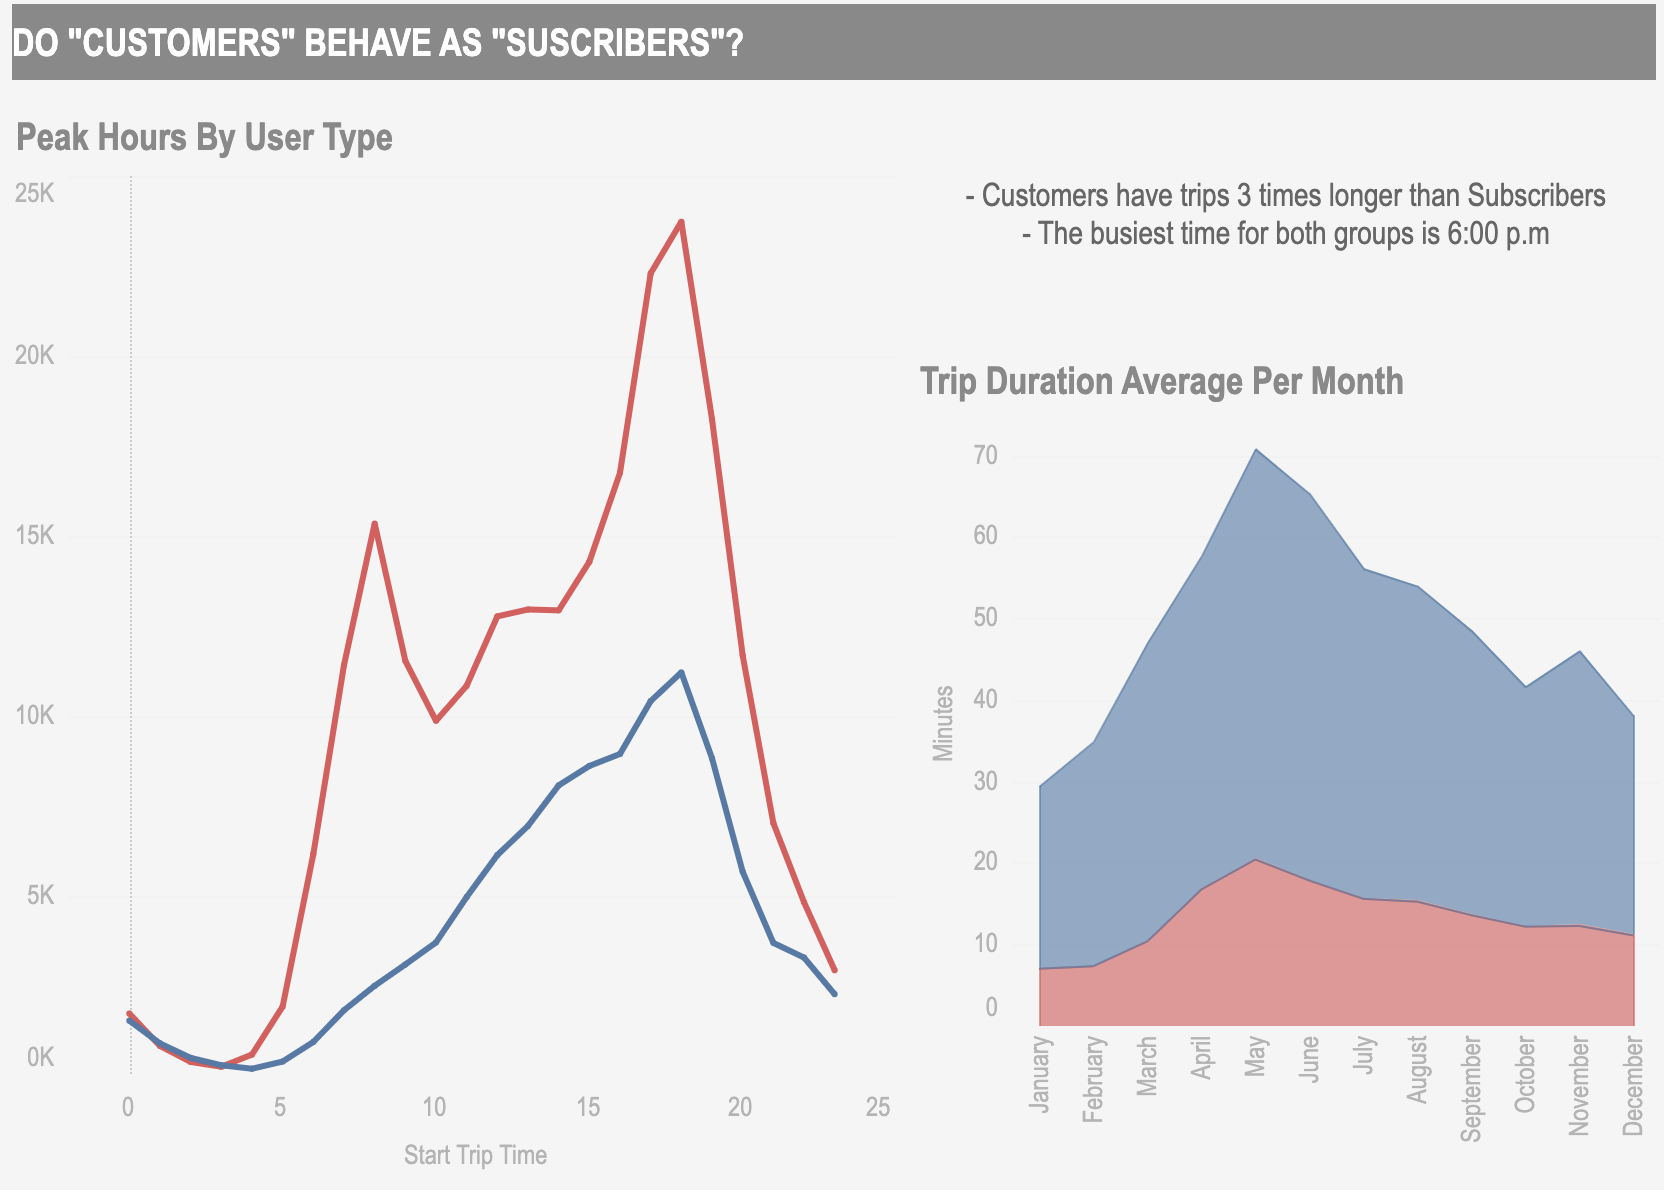 DO "CUSTOMERS" BEHAVE AS "SUSCRIBERS"?
Peak Hours By User Type
25K
20K
15K
10K
5K
0K
0
5
10
15
20
25
Start Trip Time
- Customers have trips 3 times longer than Subscribers
- The busiest time for both groups is 6:00 p.m
Trip Duration Average Per Month
70
60
50
40
30
20
10
0
Minutes
January
February
March
April
May
June
July
August
September
October
November
December